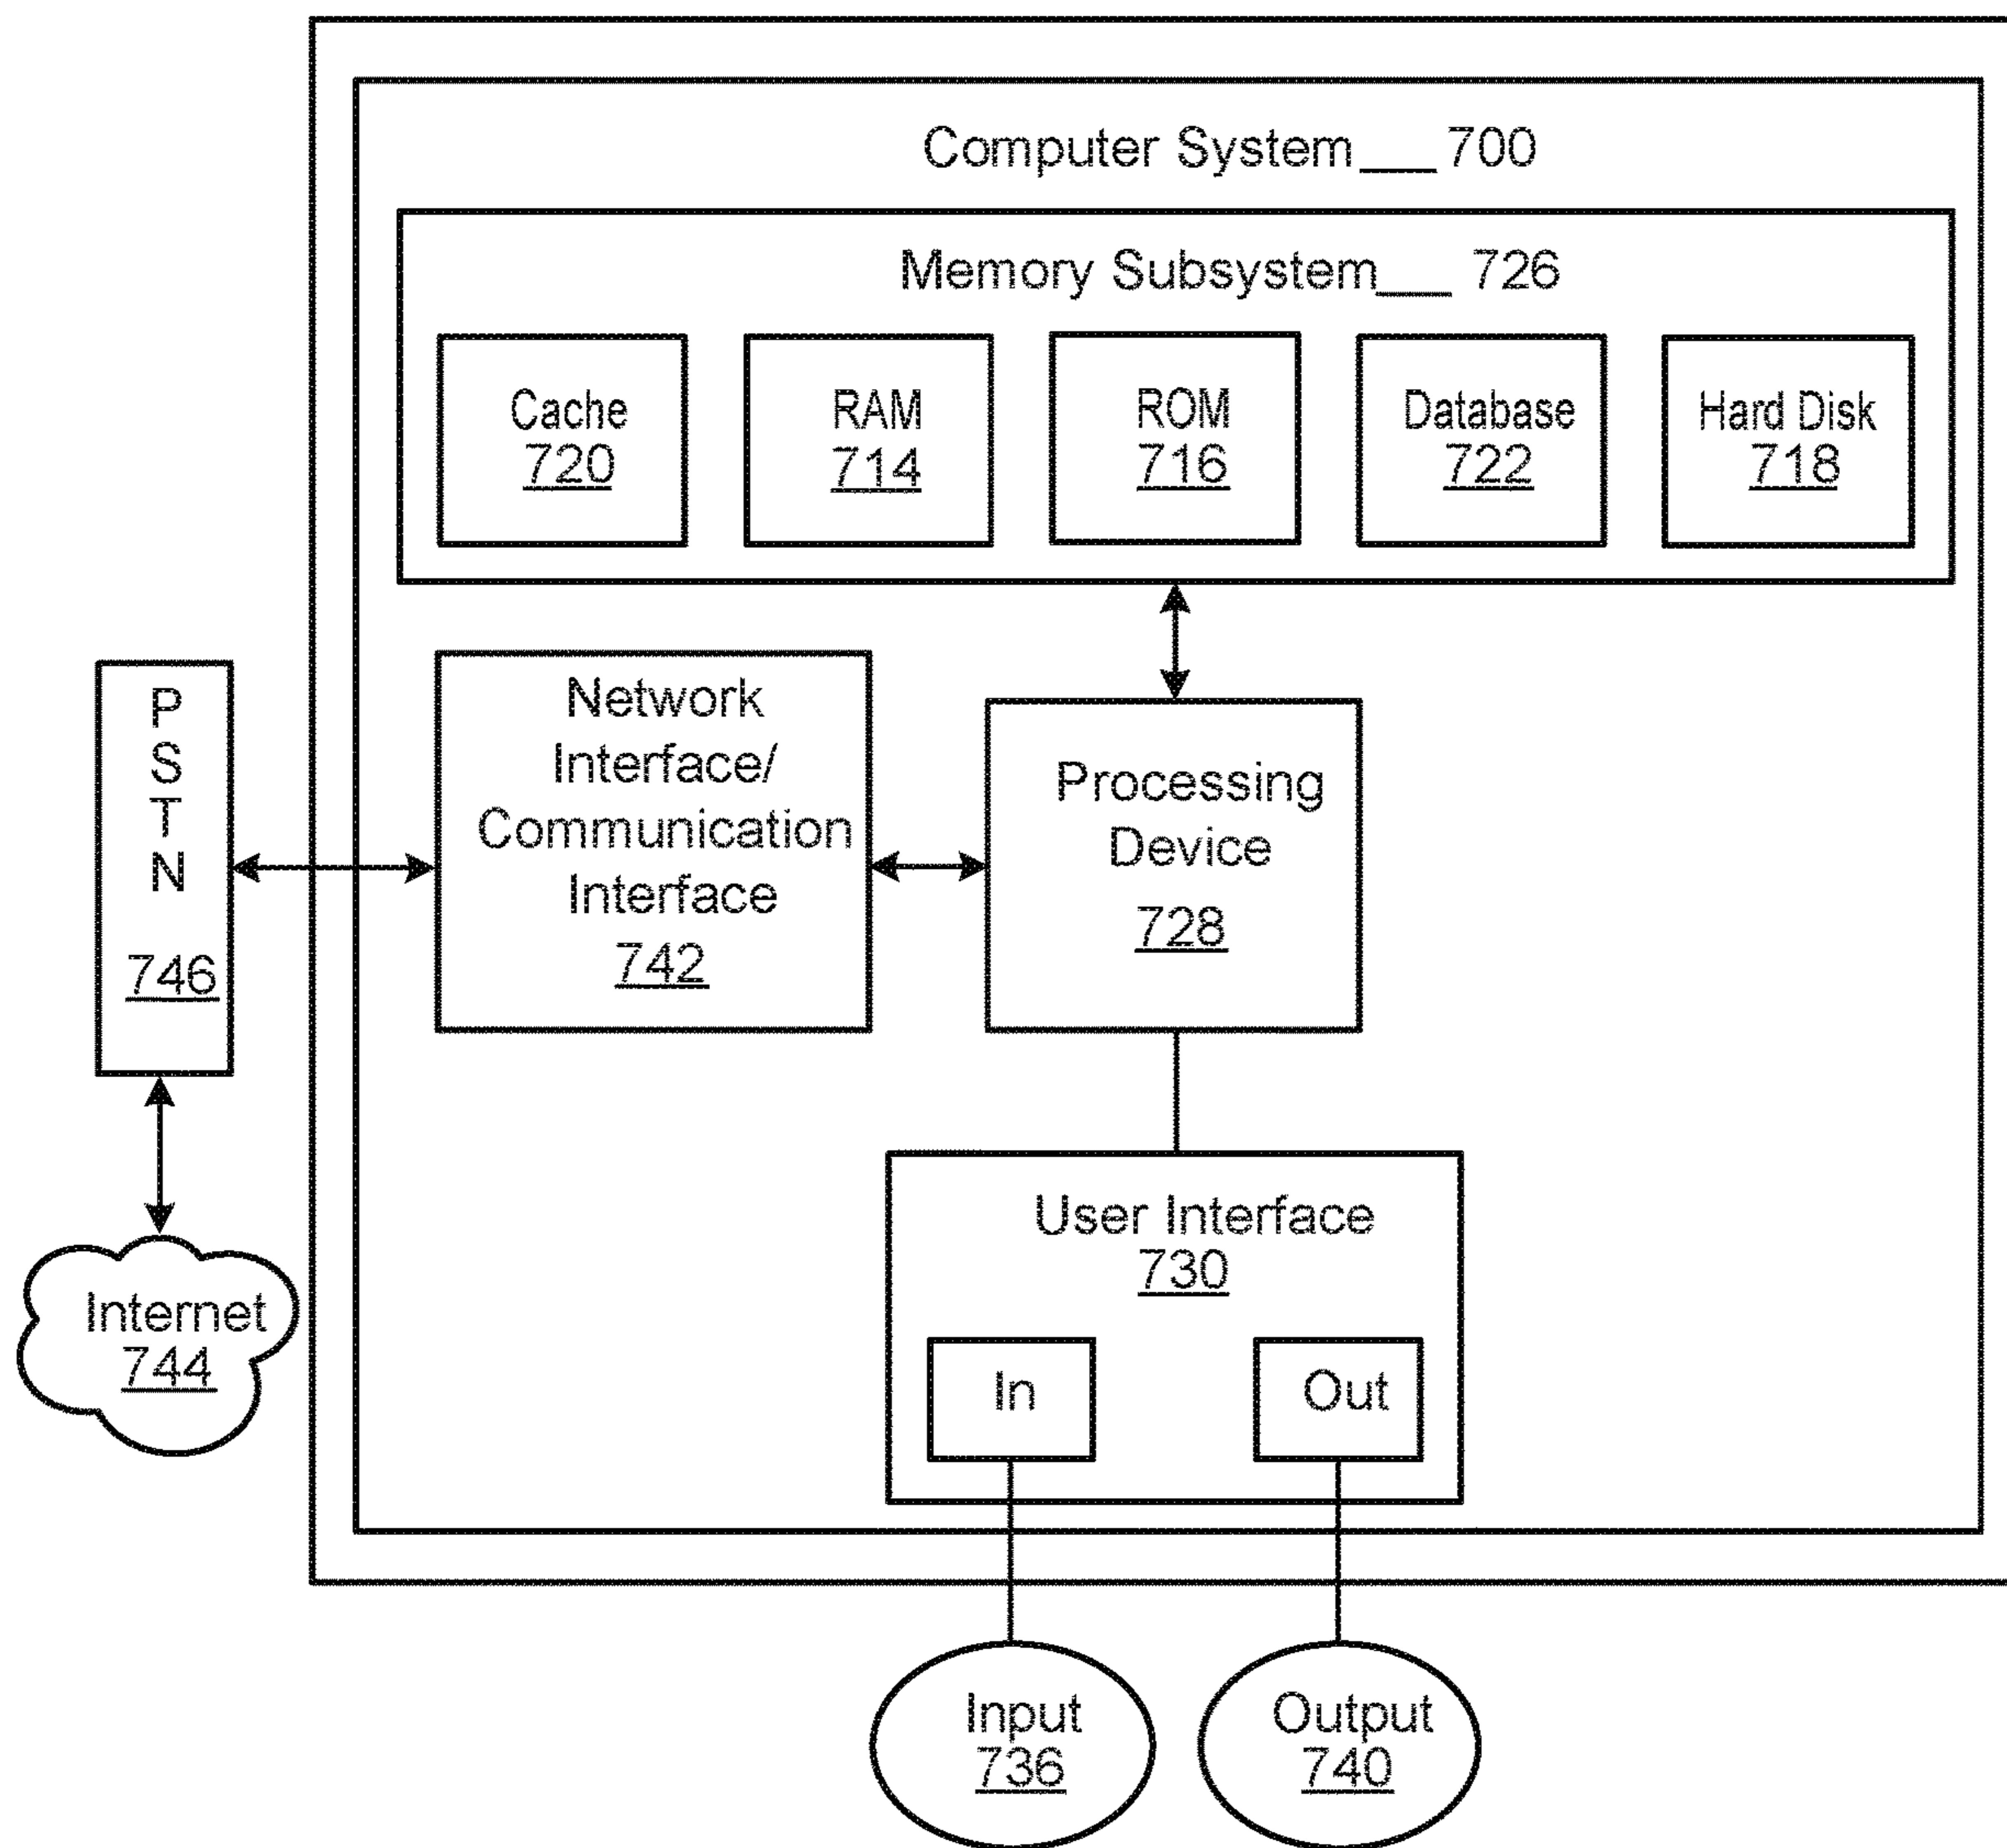 Computer System 700
Memory Subsystem 726
Cache
720
RAM
714
ROM
716
Database
722
Hard Disk
718
P
S
T
N
746
Network
Interface/
Communication
Interface
742
Processing
Device
728
User Interface
730
In
Out
Internet
744
Input
736
Output
740